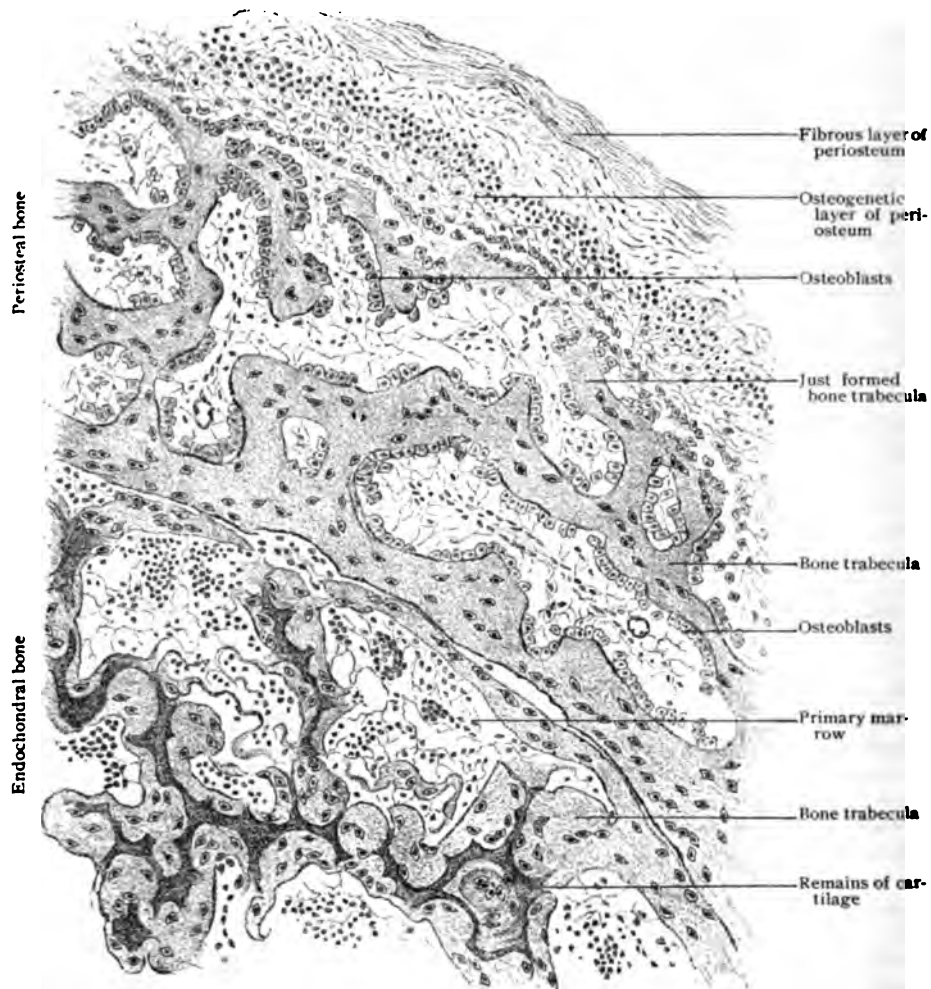 Periosteal bone
Endochondral bone
Fibrous layer of
periosteum
Osteogenetic
layer of peri-
osteum
Osteoblasts
Just formed
bone trabecula
Bone trabecula
Osteoblasts
Primary mar-
row
Bone trabecula
Remains of car-
tilage